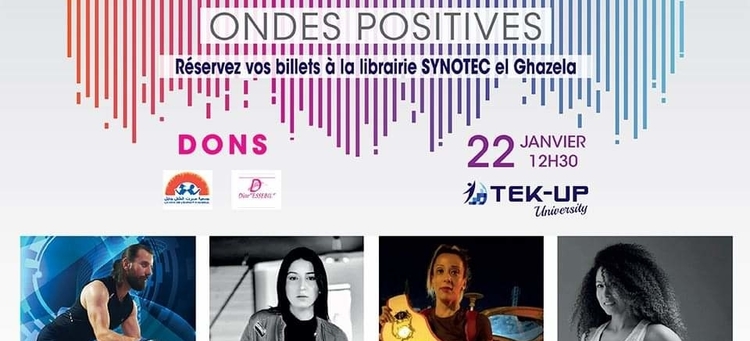 ONDES POSITIVES
Réservez vos billets à la librairie SYNOTEC el Ghazela
DONS
22 JANVIER
12H30
TEK-UP
University
D